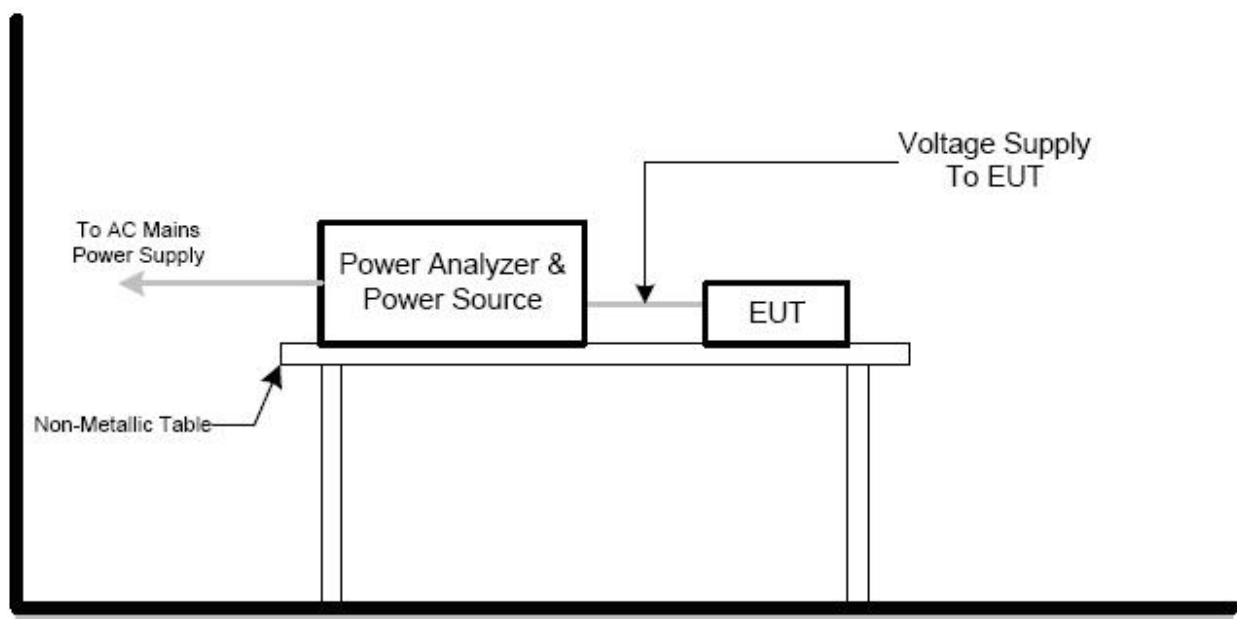 Voltage Supply
To EUT
To AC Mains
Power Supply
Power Analyzer &
Power Source
EUT
Non-Metallic Table